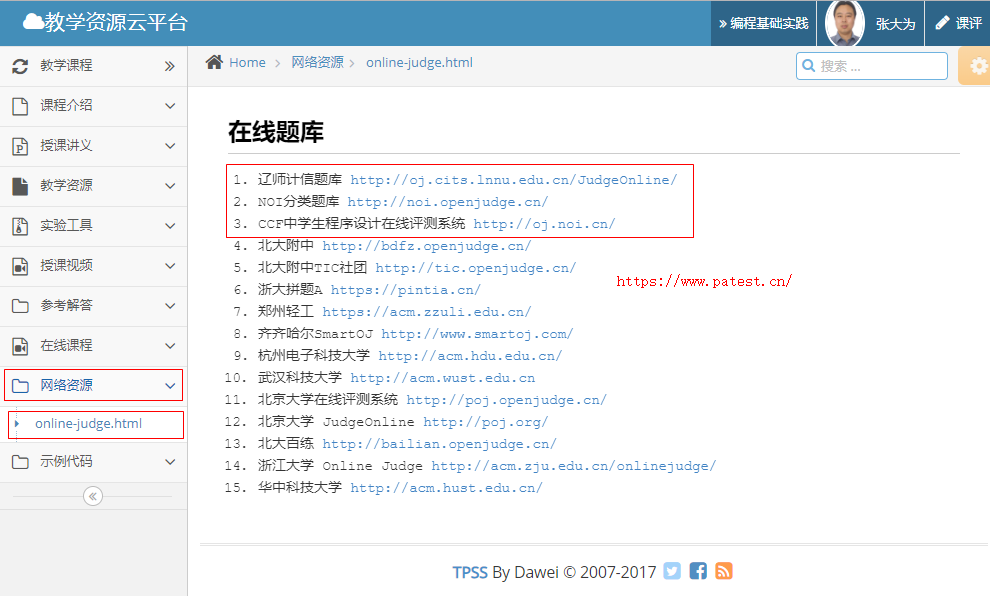 教学资源云平台
» 编程基础实践
张大为
课评
教学课程
课程介绍
授课讲义
教学资源
实验工具
授课视频
参考解答
在线课程
网络资源
online-judge.html
示例代码
Home > 网络资源 > online-judge.html
搜索 ...
在线题库
1. 辽师计信题库 http://oj.cits.lnnu.edu.cn/JudgeOnline/
2. NOI分类题库 http://noi.openjudge.cn/
3. CCF中学生程序设计在线评测系统 http://oj.noi.cn/
4. 北大附中 http://bdfz.openjudge.cn/
5. 北大附中TIC社团 http://tic.openjudge.cn/
https://www.patest.cn/
6. 浙大拼题A https://pintia.cn/
7. 郑州轻工 https://acm.zzuli.edu.cn/
8. 齐齐哈尔SmartOJ http://www.smartoj.com/
9. 杭州电子科技大学 http://acm.hdu.edu.cn/
10. 武汉科技大学 http://acm.wust.edu.cn
11. 北京大学在线评测系统 http://poj.openjudge.cn/
12. 北京大学 JudgeOnline http://poj.org/
13. 北大百练 http://bailian.openjudge.cn/
14. 浙江大学 Online Judge http://acm.zju.edu.cn/onlinejudge/
15. 华中科技大学 http://acm.hust.edu.cn/
TPSS By Dawei © 2007-2017